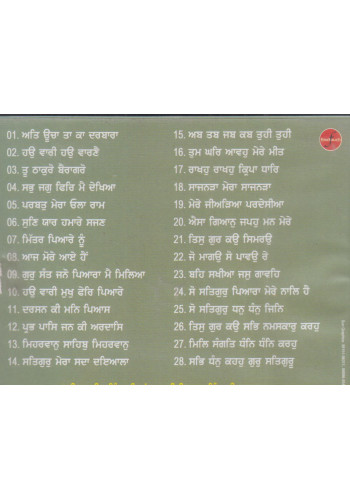 01. ਅਤਿ ਊਚਾ ਤਾ ਕਾ ਦਰਬਾਰਾ
02. ਹਉ ਵਾਰੀ ਹਉ ਵਾਰਣੈ
03. ਤੂ ਠਾਕੁਰੋ ਬੈਰਾਗਰੋ
04. ਸਭੁ ਜਗੁ ਫਿਰਿ ਮੈ ਦੇਖਿਆ
05. ਪਰਬਤੁ ਮੇਰਾ ਓਲਾ ਰਾਮ
06. ਸੁਣਿ ਯਾਰ ਹਮਾਰੇ ਸਜਣ
07. ਮਿੱਤਰ ਪਿਆਰੇ ਨੂੰ
08. ਆਜ ਮੋਰੇ ਆਏ ਹੈਂ
09. ਗੁਰੁ ਸੰਤ ਜਨੋ ਪਿਆਰਾ ਮੈ ਮਿਲਿਆ
10. ਹਉ ਵਾਰੀ ਮੁਖੁ ਫੇਰਿ ਪਿਆਰੇ
11. ਦਰਸਨ ਕੀ ਮਨਿ ਪਿਆਸ
12. ਪ੍ਰਭ ਪਾਸਿ ਜਨ ਕੀ ਅਰਦਾਸਿ
13. ਮਿਹਰਵਾਨੁ ਸਾਹਿਬੁ ਮਿਹਰਵਾਨੁ
14. ਸਤਿਗੁਰੁ ਮੇਰਾ ਸਦਾ ਦਇਆਲਾ
15. ਅਬ ਤਬ ਜਬ ਕਬ ਤੁਹੀ ਤੁਹੀ
16. ਤੁਮ ਘਰਿ ਆਵਹੁ ਮੇਰੇ ਮੀਤ
17. ਰਾਖਹੁ ਰਾਖਹੁ ਕ੍ਰਿਪਾ ਧਾਰਿ
18. ਸਾਜਨੜਾ ਮੇਰਾ ਸਾਜਨੜਾ
19. ਮੇਰੇ ਜੀਅੜਿਆ ਪਰਦੇਸੀਆ
20. ਐਸਾ ਗਿਆਨੁ ਜਪਹੁ ਮਨ ਮੇਰੇ
21. ਤਿਸੁ ਗੁਰ ਕਉ ਸਿਮਰਉ
22. ਜੇ ਮਾਗਉ ਸੋ ਪਾਵਉ ਰੇ
23. ਬਹਿ ਸਖੀਆ ਜਸੁ ਗਾਵਹਿ
24. ਸੋ ਸਤਿਗੁਰੁ ਪਿਆਰਾ ਮੇਰੇ ਨਾਲਿ ਹੈ
25. ਸੋ ਸਤਿਗੁਰੁ ਧਨੁ ਧੰਨੁ ਜਿਨਿ
26. ਤਿਸੁ ਗੁਰ ਕਉ ਸਭਿ ਨਮਸਕਾਰੁ ਕਰਹੁ
27. ਮਿਲਿ ਸੰਗਤਿ ਧੰਨਿ ਧੰਨਿ ਕਰਹੁ
28. ਸਭਿ ਧੰਨੁ ਕਹਹੁ ਗੁਰੁ ਸਤਿਗੁਰੂ